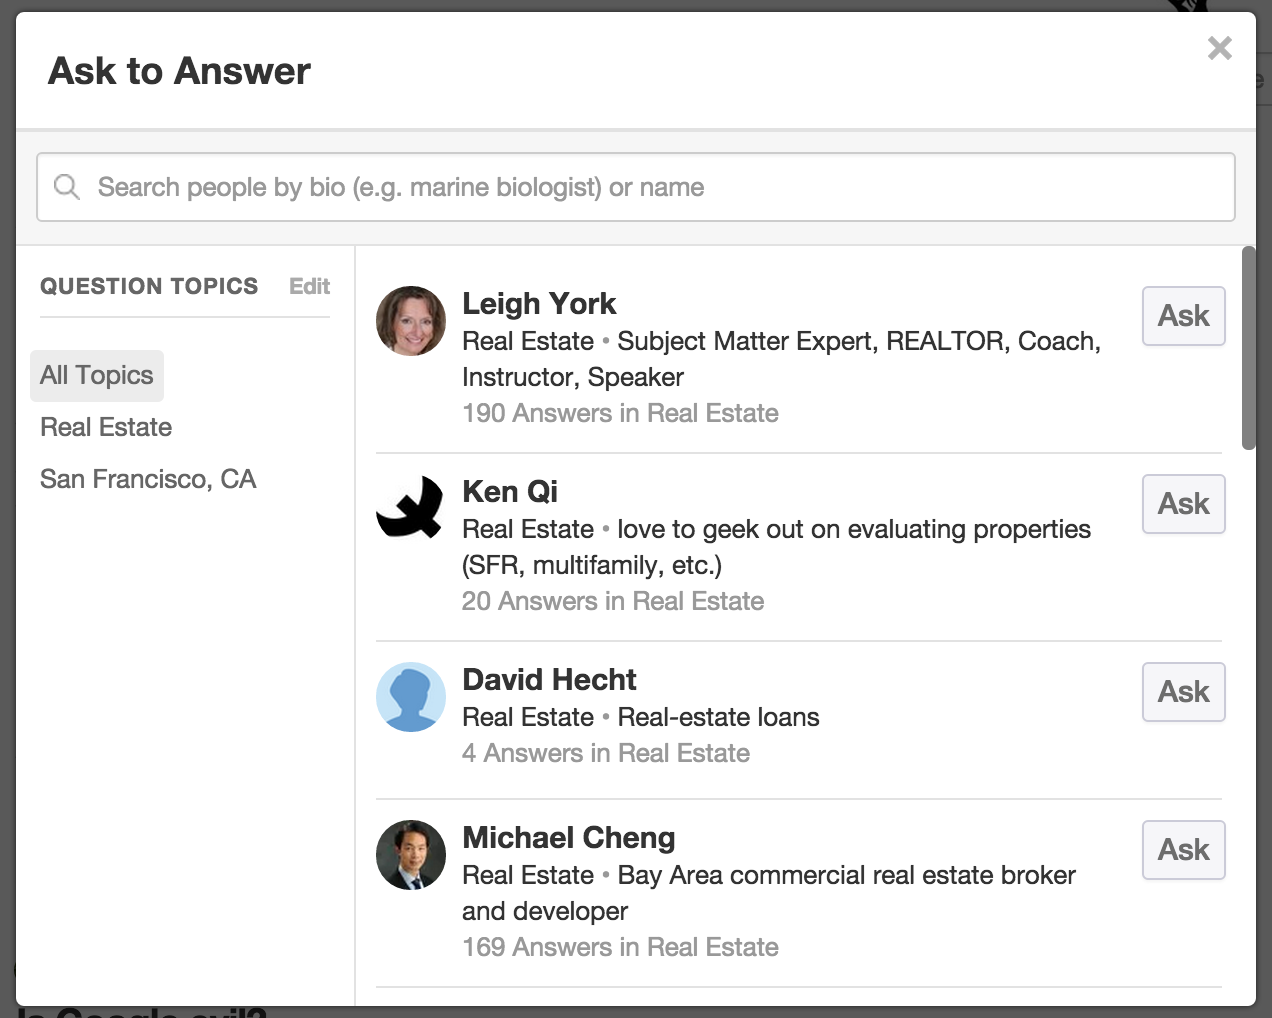 Ask to Answer
Search people by bio (e.g. marine biologist) or name
QUESTION TOPICS Edit
All Topics
Real Estate
San Francisco, CA
Leigh York
Real Estate • Subject Matter Expert, REALTOR, Coach,
Instructor, Speaker
190 Answers in Real Estate
Ask
Ken Qi
Real Estate • love to geek out on evaluating properties
(SFR, multifamily, etc.)
20 Answers in Real Estate
Ask
David Hecht
Real Estate • Real-estate loans
4 Answers in Real Estate
Ask
Michael Cheng
Real Estate • Bay Area commercial real estate broker
and developer
169 Answers in Real Estate
Ask
Is Google evil?